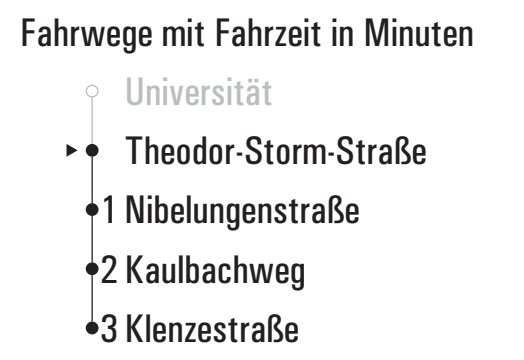 Fahrwege mit Fahrzeit in Minuten
Universität
Theodor-Storm-Straße
1 Nibelungenstraße
2 Kaulbachweg
3 Klenzestraße